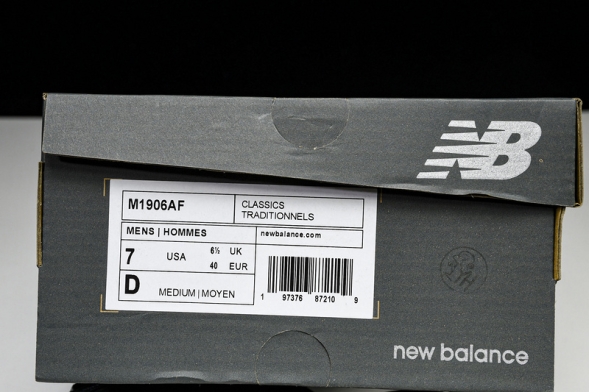 NB
M1906AF
CLASSICS
TRADITIONNELS
MENS | HOMMES
newbalance.com
7 USA 6½ UK
40 EUR
D MEDIUM | MOYEN
1 97376 87210 9
new balance